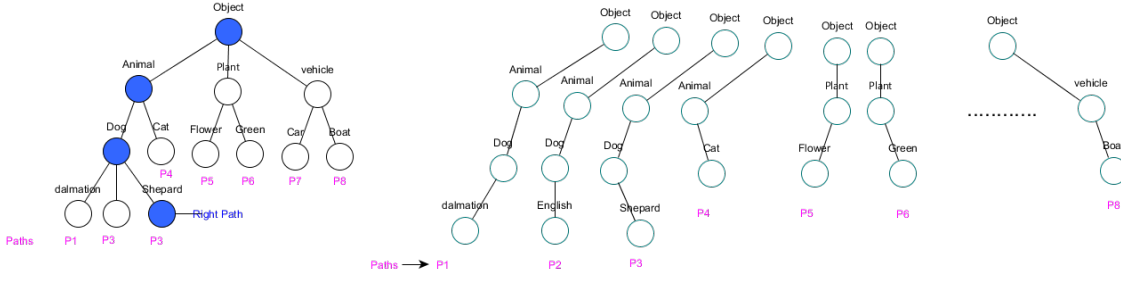 Object
Animal
Plant
vehicle
Dog
Cat
Flower
Green
Car
Boat
P4
P5
P6
P7
P8
dalmation
Shepard
Right Path
Paths
P1
P3
P3
Object
Object
Object
Object
Object
Object
Object
Animal
Animal
Animal
Animal
Plant
Plant
vehicle
............
Dog
Dog
Dog
Cat
Flower
Green
Boa
dalmation
English
Shepard
P4
P5
P6
P8
Paths
P1
P2
P3